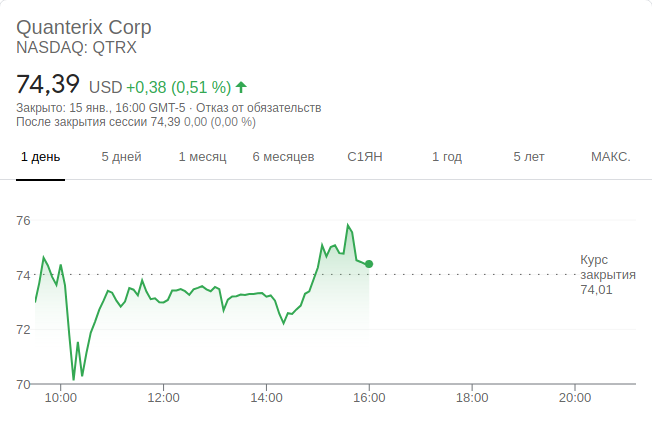 Quanterix Corp
NASDAQ: QTRX
74,39 USD +0,38 (0,51 %)
Закрыто: 15 янв., 16:00 GMT-5 · Отказ от обязательств
После закрытия сессии 74,39 0,00 (0,00 %)
1 день 5 дней 1 месяц 6 месяцев С1ЯН 1 год 5 лет МАКС.
76
74
72
70
Курс
закрытия
74,01
10:00 12:00 14:00 16:00 18:00 20:00